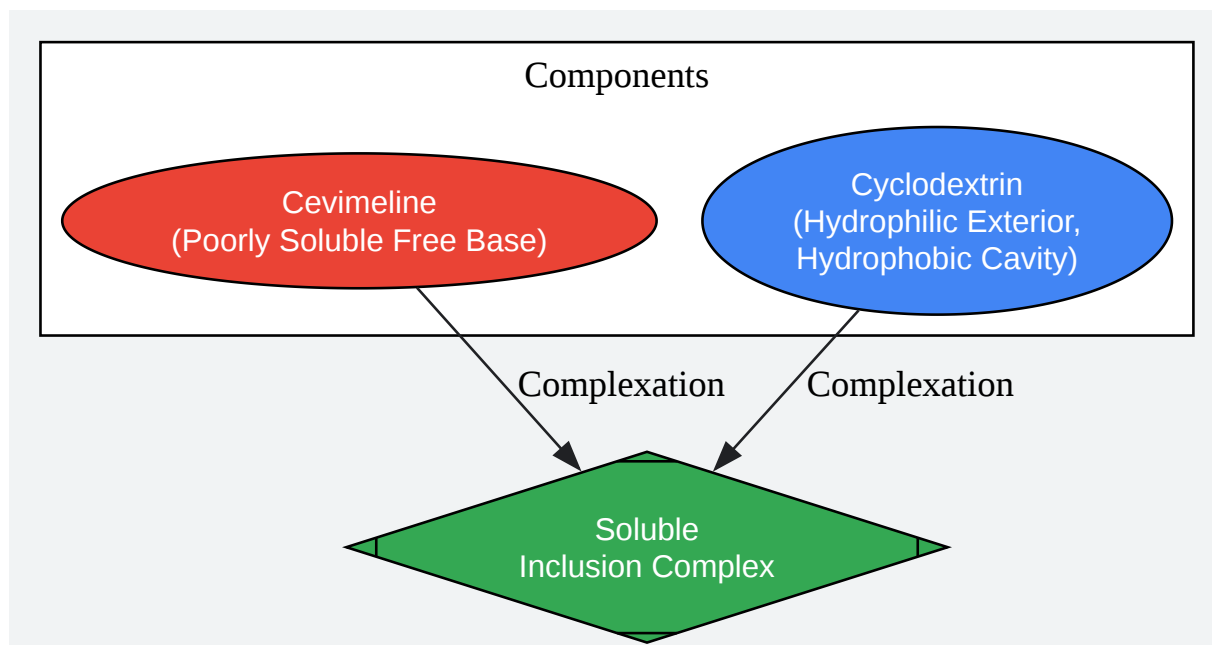 Components
Cevimeline
(Poorly Soluble Free Base)
Cyclodextrin
(Hydrophilic Exterior,
Hydrophobic Cavity)
Complexation
Complexation
Soluble
Inclusion Complex